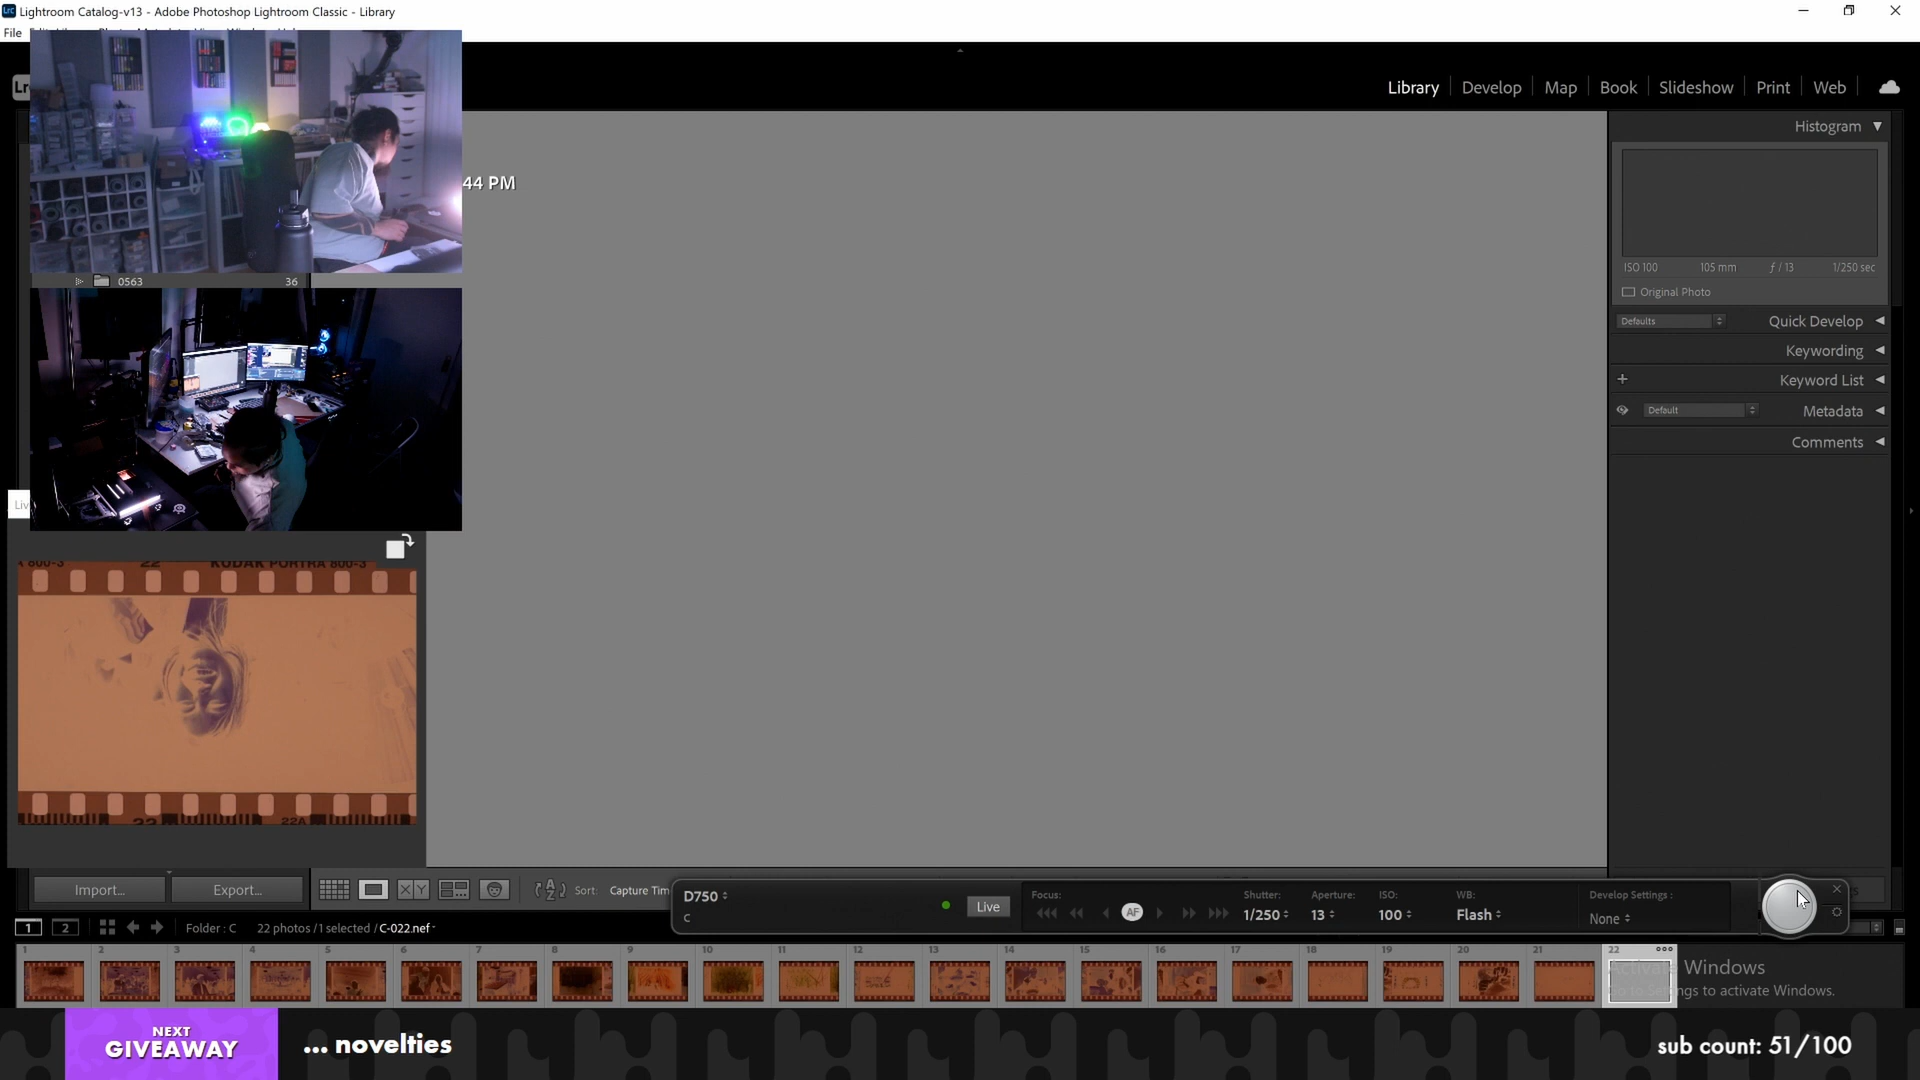 Lightroom Catalog-v13 - Adobe Photoshop Lightroom Classic - Library
File
Library
Develop
Map
Book
Slideshow
Print
Web
44 PM
Histogram
ISO 100
105 mm
ƒ / 13
1/250 sec
Original Photo
Defaults
Quick Develop
Keywording
Keyword List
Default
Metadata
Comments
0563
36
22
KODAK PORTRA 800-3
22A
Import...
Export...
Sort:
Capture Tim
D750
C
Live
Focus:
AF
Shutter:
1/250
Aperture:
13
ISO:
100
WB:
Flash
Develop Settings :
None
1
2
Folder : C
22 photos / 1 selected / C-022.nef
1 2 3 4 5 6 7 8 9 10 11 12 13 14 15 16 17 18 19 20 21 22
Activate Windows
Go to Settings to activate Windows.
NEXT
GIVEAWAY
... novelties
sub count: 51/100